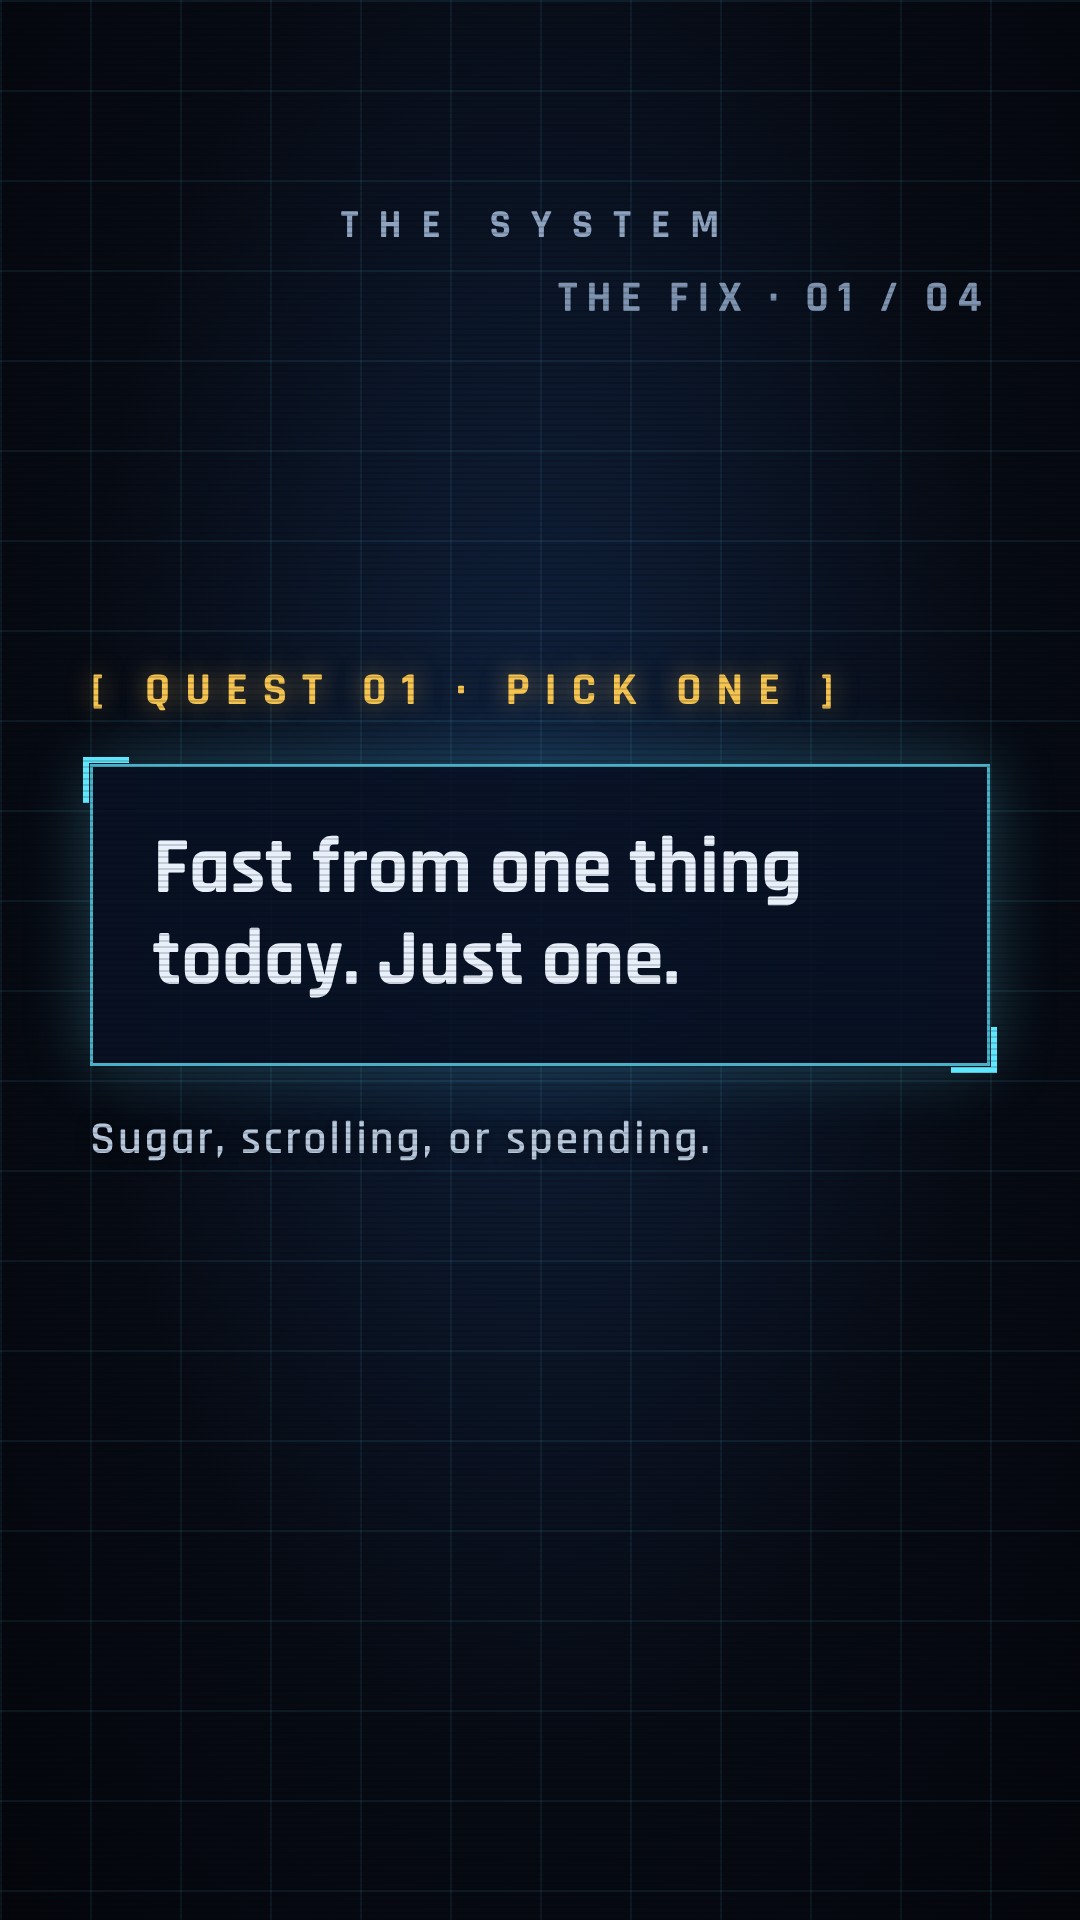 THE SYSTEM
THE FIX · 01 / 04
[ QUEST 01 · PICK ONE ]
Fast from one thing
today. Just one.
Sugar, scrolling, or spending.